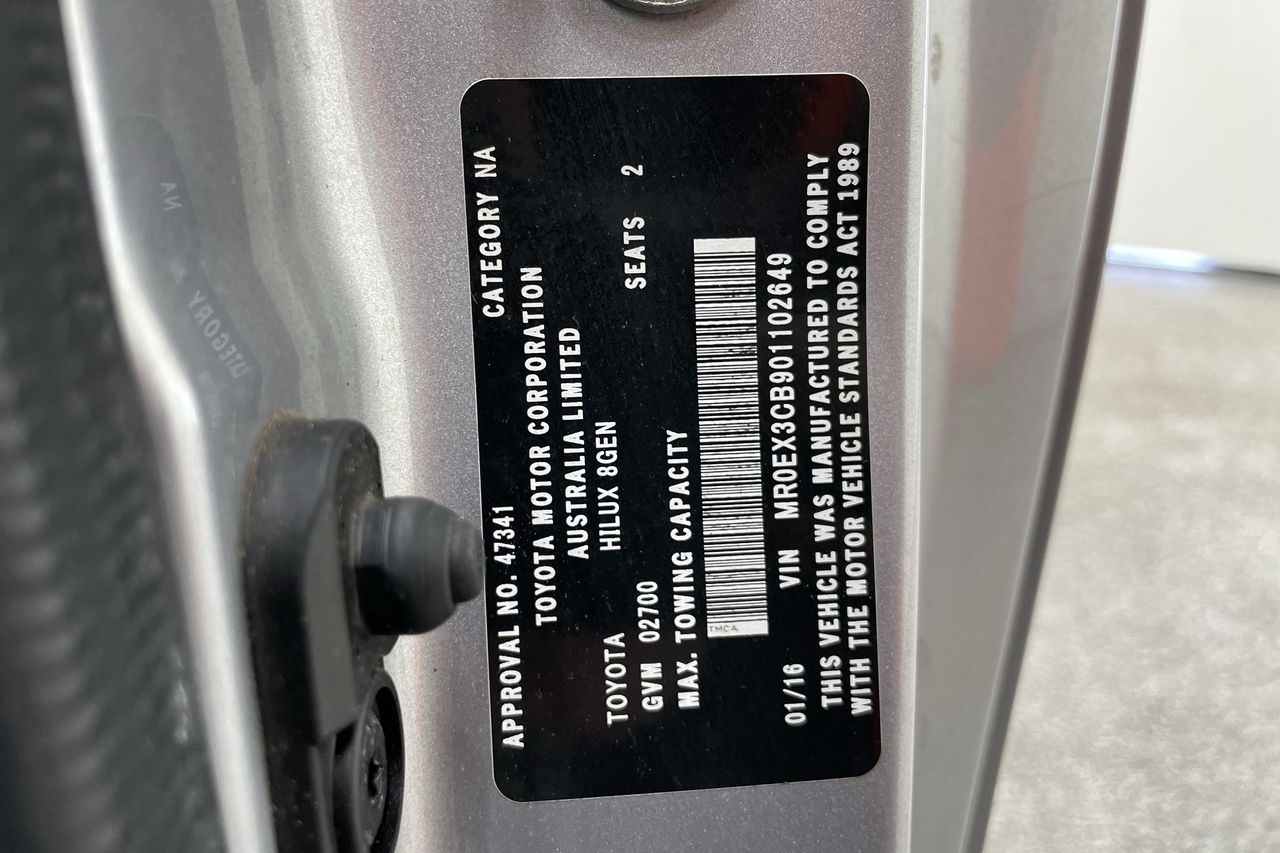 APPROVAL NO. 47341 CATEGORY NA
TOYOTA MOTOR CORPORATION
AUSTRALIA LIMITED
TOYOTA HILUX 8GEN
GVM 02700 SEATS 2
MAX. TOWING CAPACITY
TMCA
01/16 VIN MR0EX3CB901102649
THIS VEHICLE WAS MANUFACTURED TO COMPLY
WITH THE MOTOR VEHICLE STANDARDS ACT 1989